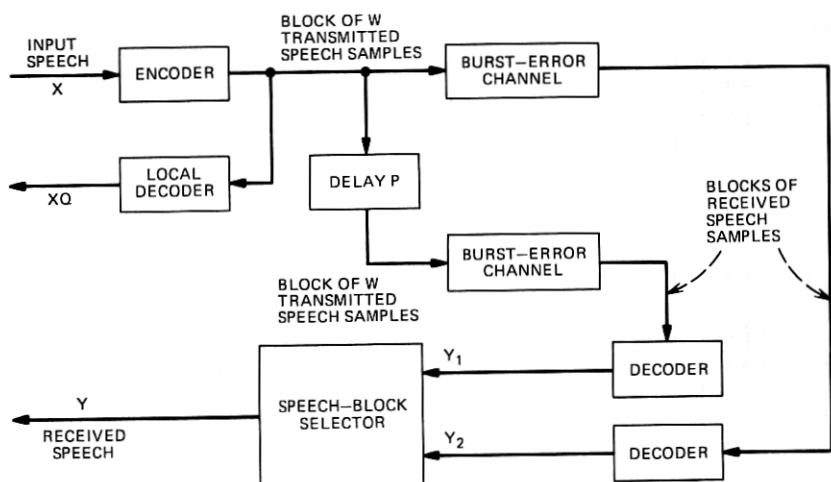 BLOCK OF W
TRANSMITTED
SPEECH SAMPLES
INPUT
SPEECH
X
ENCODER
BURST-ERROR
CHANNEL
XQ
LOCAL
DECODER
DELAY P
BLOCKS OF
RECEIVED
SPEECH
SAMPLES
BURST-ERROR
CHANNEL
BLOCK OF W
TRANSMITTED
SPEECH SAMPLES
Y1
DECODER
Y
RECEIVED
SPEECH
SPEECH-BLOCK
SELECTOR
Y2
DECODER